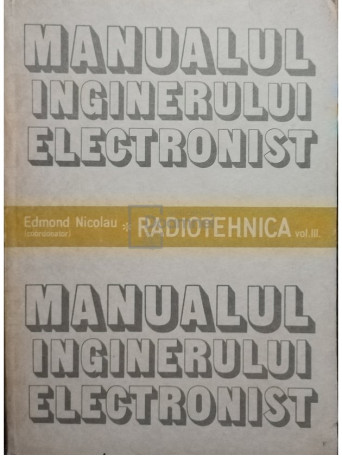 MANUALUL
INGINERULUI
ELECTRONIST
Edmond Nicolau * RADIOTEHNICA vol. III.
(coordonator)
MANUALUL
INGINERULUI
ELECTRONIST